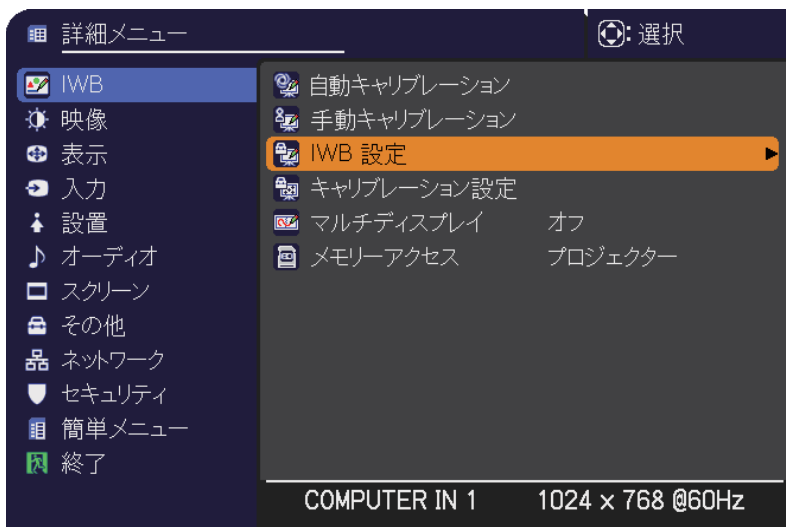 詳細メニュー
: 選択
IWB
映像
表示
入力
設置
オーディオ
スクリーン
その他
ネットワーク
セキュリティ
簡単メニュー
終了
自動キャリブレーション
手動キャリブレーション
IWB 設定
キャリブレーション設定
マルチディスプレイ オフ
メモリーアクセス プロジェクター
COMPUTER IN 1 1024 x 768 @60Hz